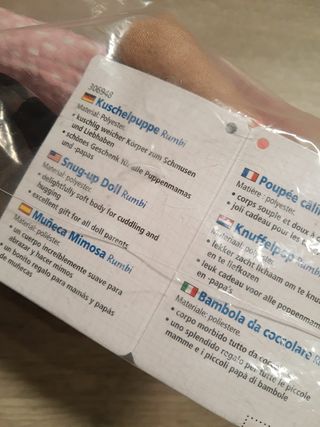 306948
Kuschelpuppe Rumbi
Material: Polyester.
• kuschlig weicher Körper zum Schmusen
und Liebhaben
• schönes Geschenk für alle Puppenmamas
und -papas
Snug-up Doll Rumbi
Material: polyester.
• delightfully soft body for cuddling and
hugging
• excellent gift for all doll parents
Muñeca Mimosa Rumbi
Material: poliéster.
• un cuerpo increíblemente suave para
abrazar y hacer mimos
• un bonito regalo para mamás y papás
de muñecas
Poupée câlin
Matière : polyester.
• corps souple et doux à
• joli cadeau pour les
Knuffelpop Rumbi
Materiaal: polyester.
• lekker zacht lichaam om te knu
en te liefkozen
• leuk cadeau voor alle poppenmama
en -papa's
Bambola da coccolare R
Materiale: poliestere.
• corpo morbido tutto da cocco
• uno splendido regalo per tutte le piccole
mamme e i piccoli papà di bambole